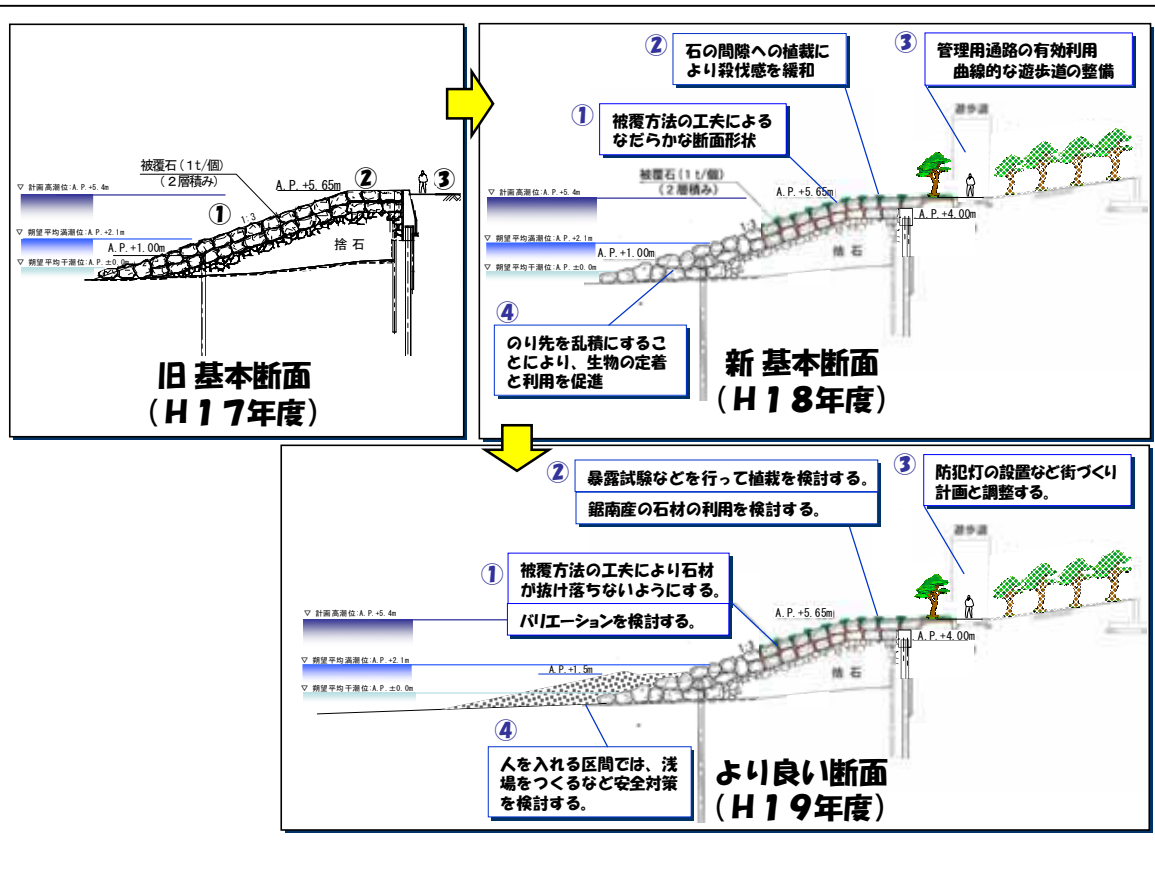 被覆石(1t/個)
(2層積み)
A.P.+5.65m
②
③
①
1:3
▽ 計画高潮位:A.P.+5.4m
▽ 朔望平均満潮位:A.P.+2.1m
A.P.+1.00m
▽ 朔望平均干潮位:A.P.±0.0m
捨石
旧 基本断面
(H17年度)
②
石の間隙への植栽に
より殺伐感を緩和
③
管理用通路の有効利用
曲線的な遊歩道の整備
遊歩道
①
被覆方法の工夫による
なだらかな断面形状
被覆石(1t/個)
(2層積み)
A.P.+5.65m
▽ 計画高潮位:A.P.+5.4m
A.P.+4.00m
1:3
▽ 朔望平均満潮位:A.P.+2.1m
A.P.+1.00m
捨石
▽ 朔望平均干潮位:A.P.±0.0m
④
のり先を乱積にするこ
とにより、生物の定着
と利用を促進
新 基本断面
(H18年度)
②
暴露試験などを行って植栽を検討する。
鋸南産の石材の利用を検討する。
③
防犯灯の設置など街づくり
計画と調整する。
遊歩道
①
被覆方法の工夫により石材
が抜け落ちないようにする。
バリエーションを検討する。
▽ 計画高潮位:A.P.+5.4m
A.P.+5.65m
A.P.+4.00m
1:3
▽ 朔望平均満潮位:A.P.+2.1m
A.P.+1.5m
捨石
▽ 朔望平均干潮位:A.P.±0.0m
④
人を入れる区間では、浅
場をつくるなど安全対策
を検討する。
より良い断面
(H19年度)